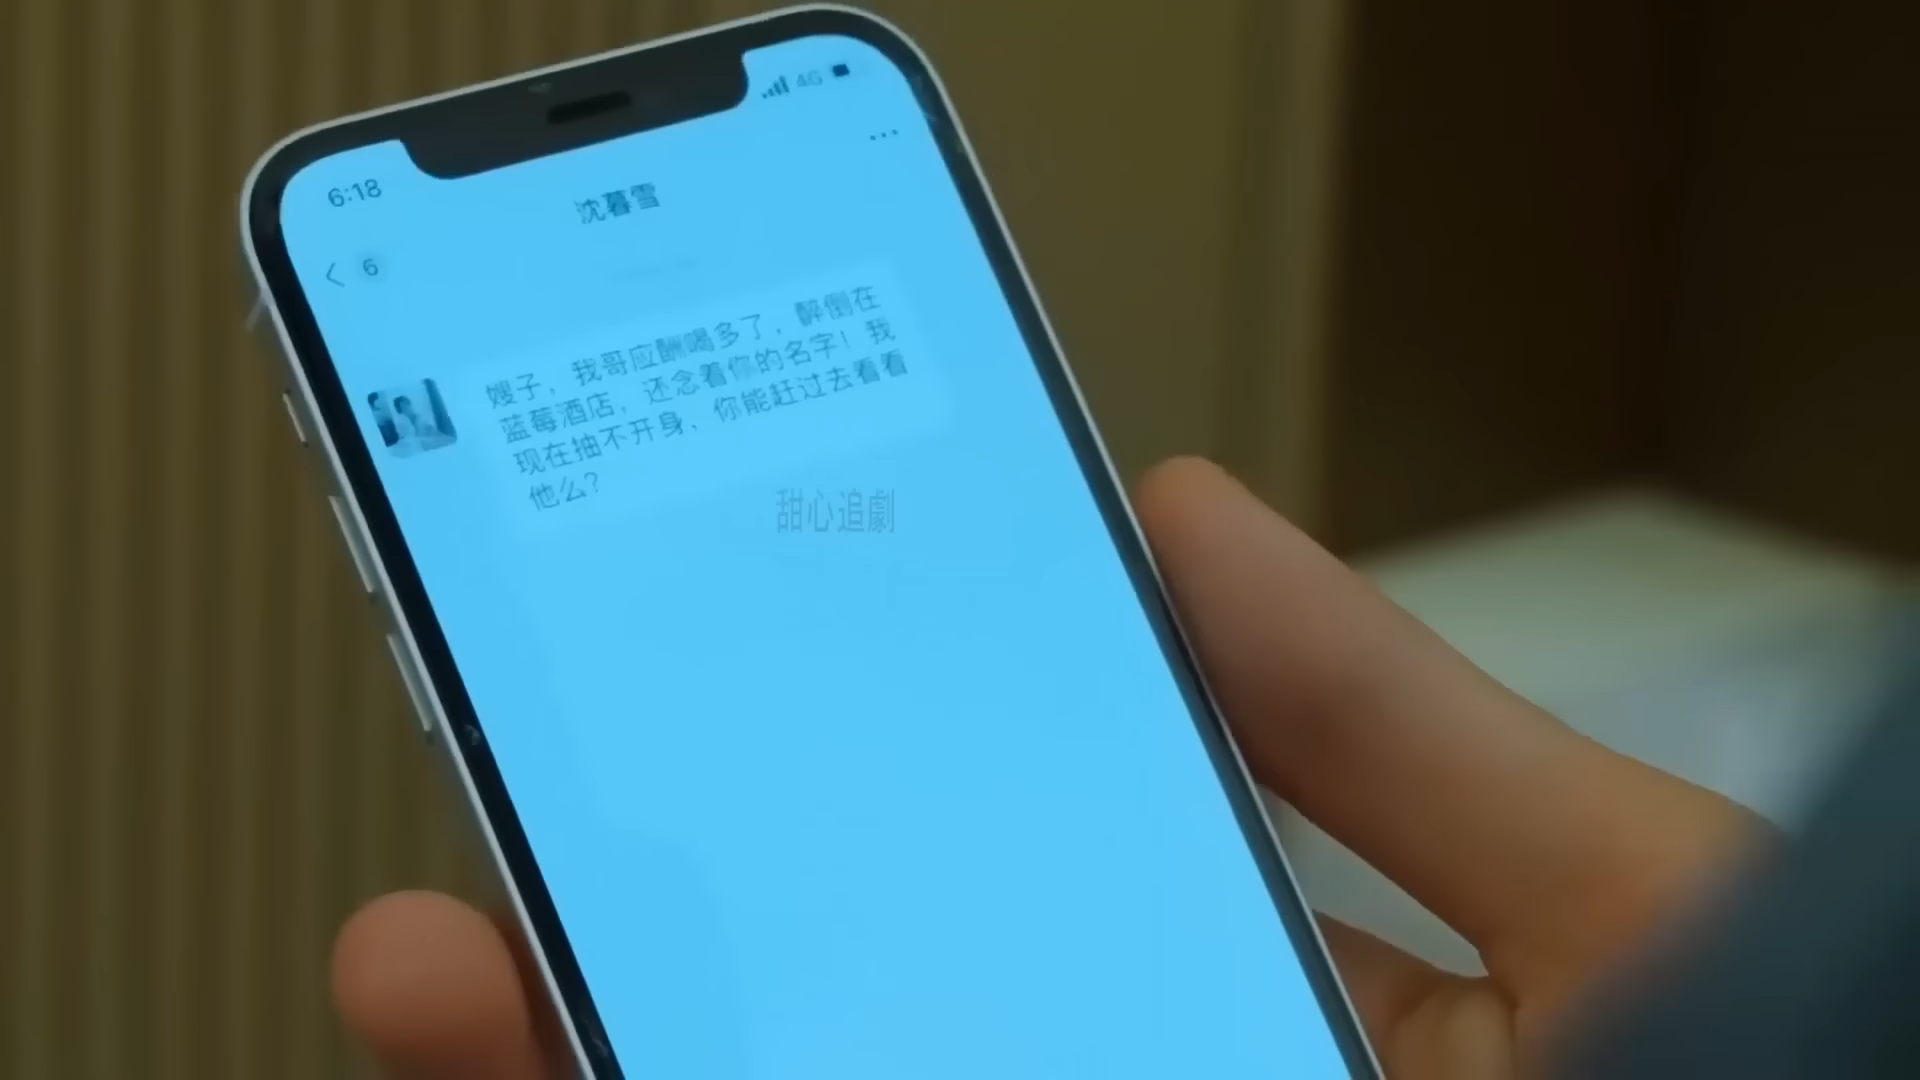 6:18
4G
沈暮雪
6
嫂子，我哥应酬喝多了，醉倒在
蓝莓酒店，还念着你的名字！我
现在抽不开身，你能赶过去看看
他么？
甜心追劇